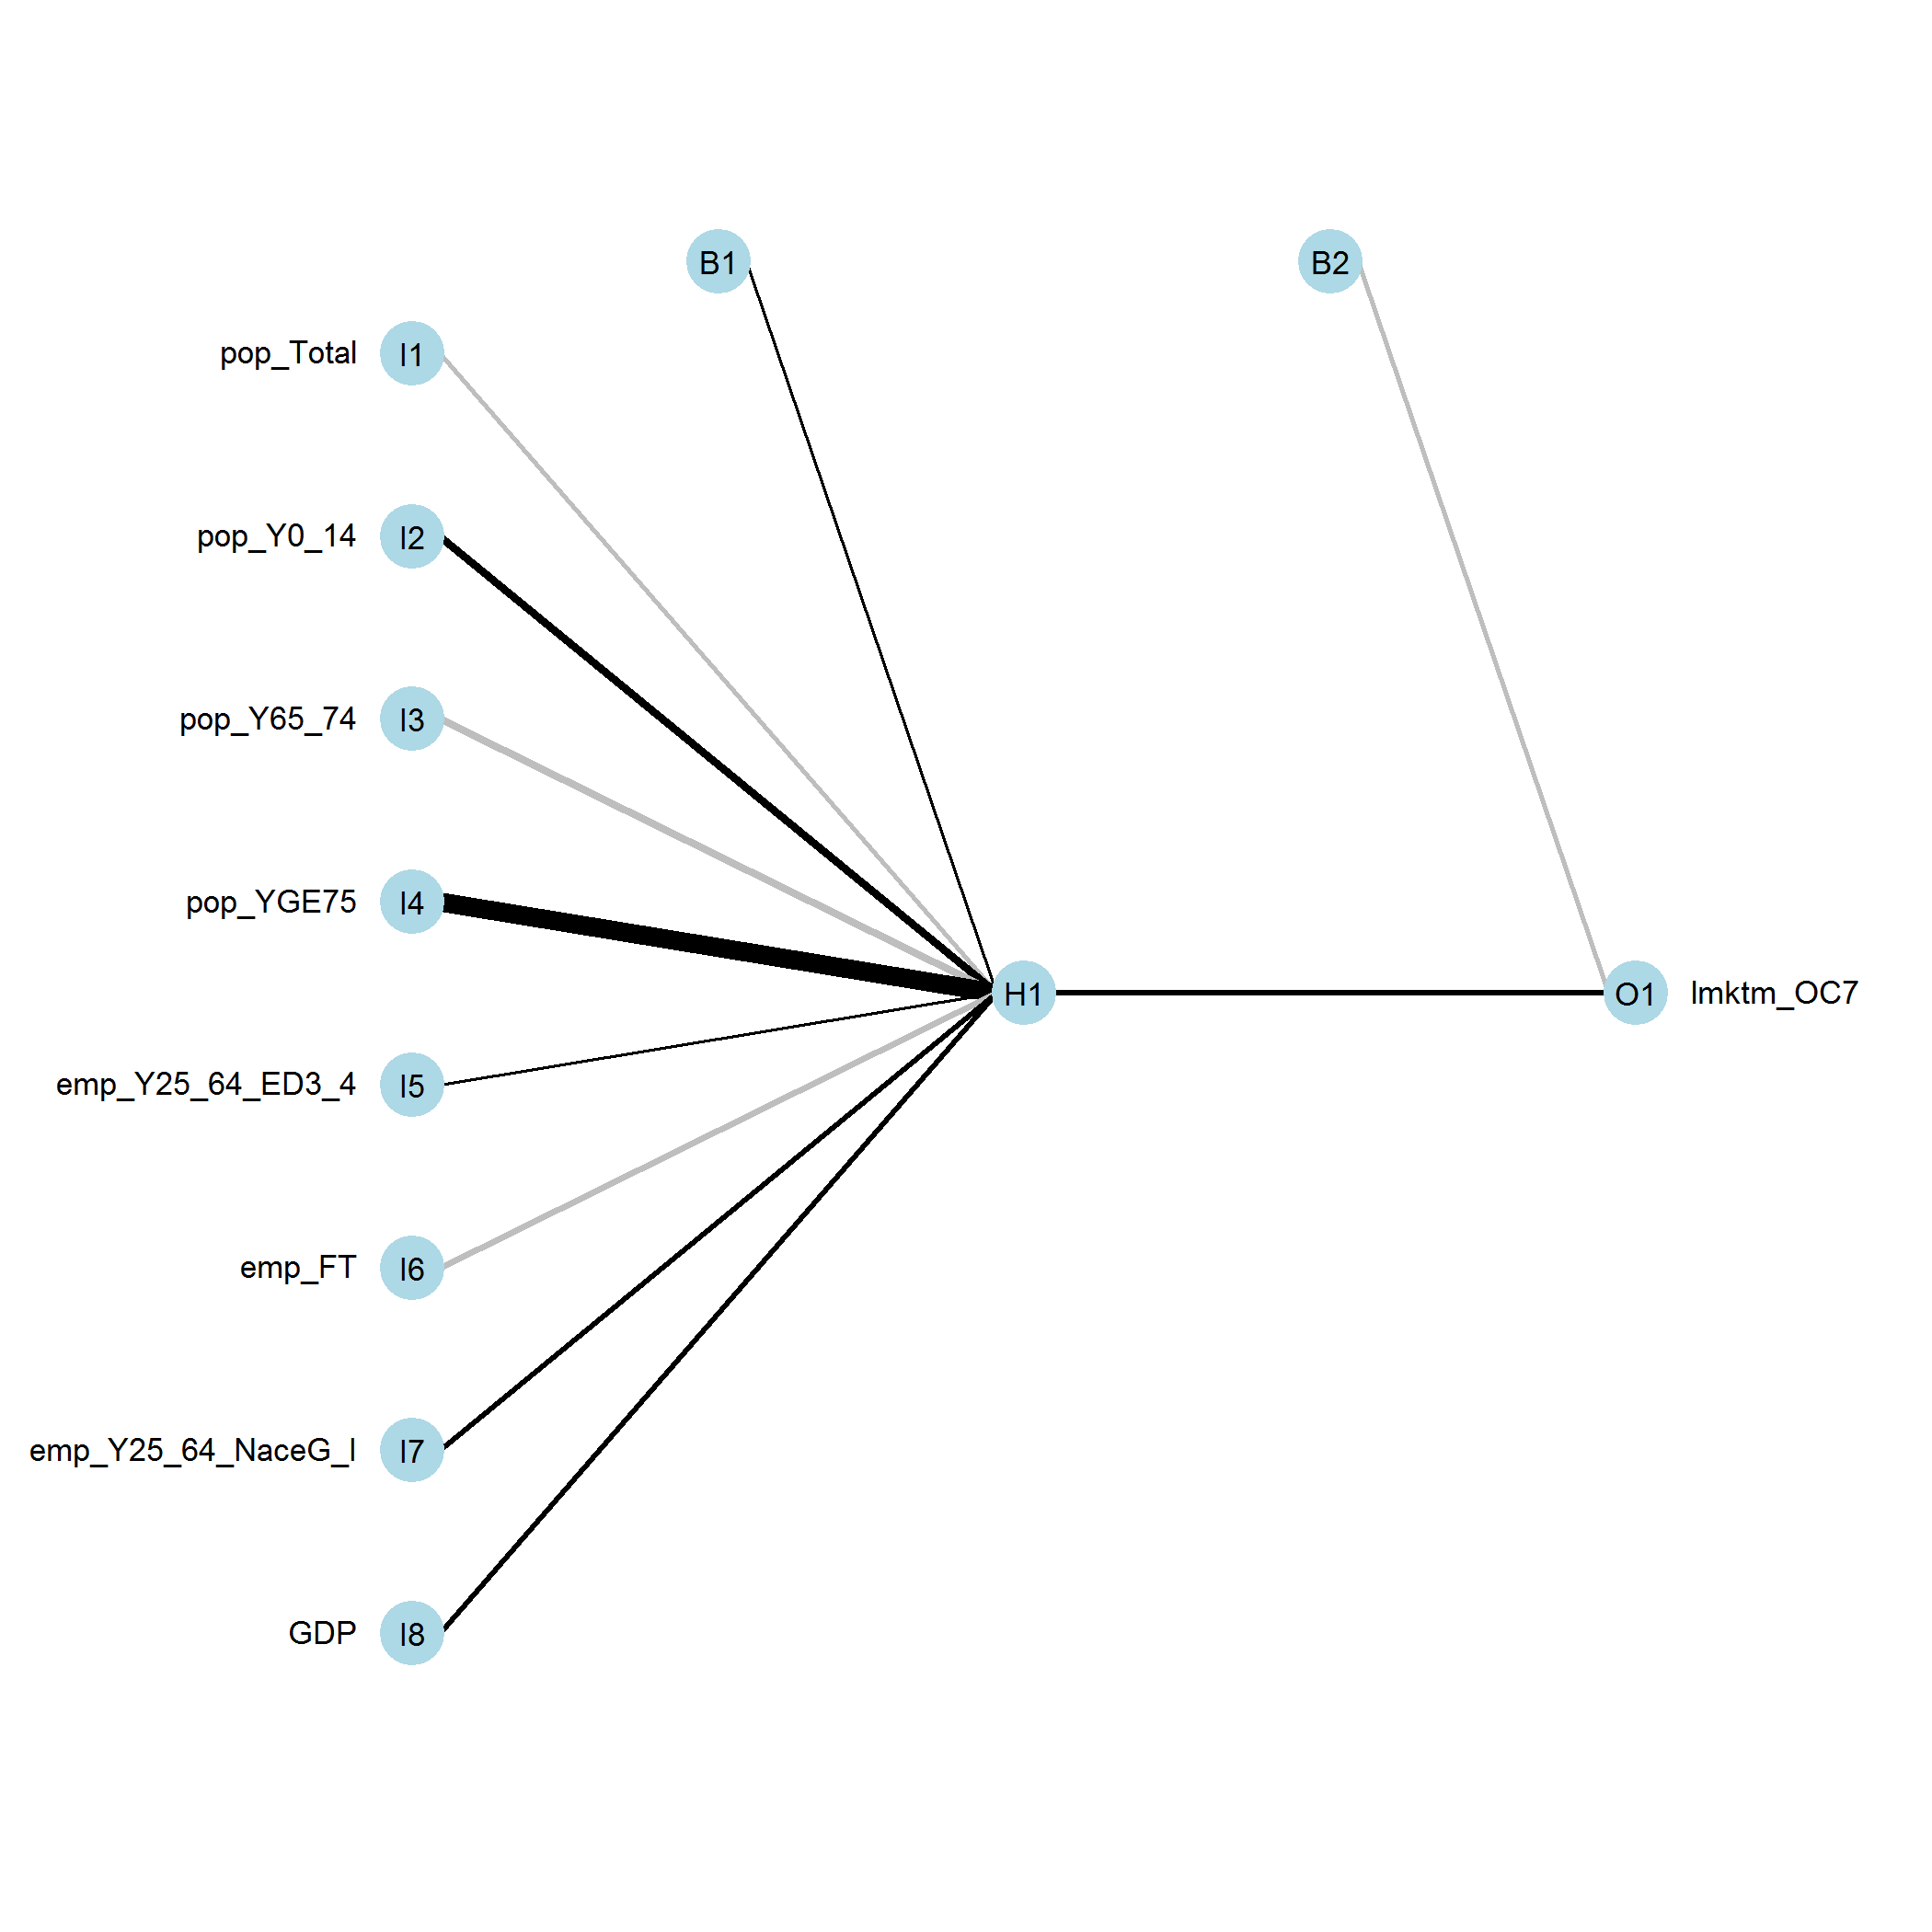 B1
B2
pop_Total I1
pop_Y0_14 I2
pop_Y65_74 I3
pop_YGE75 I4
H1
O1 lmktm_OC7
emp_Y25_64_ED3_4 I5
emp_FT I6
emp_Y25_64_NaceG_I I7
GDP I8